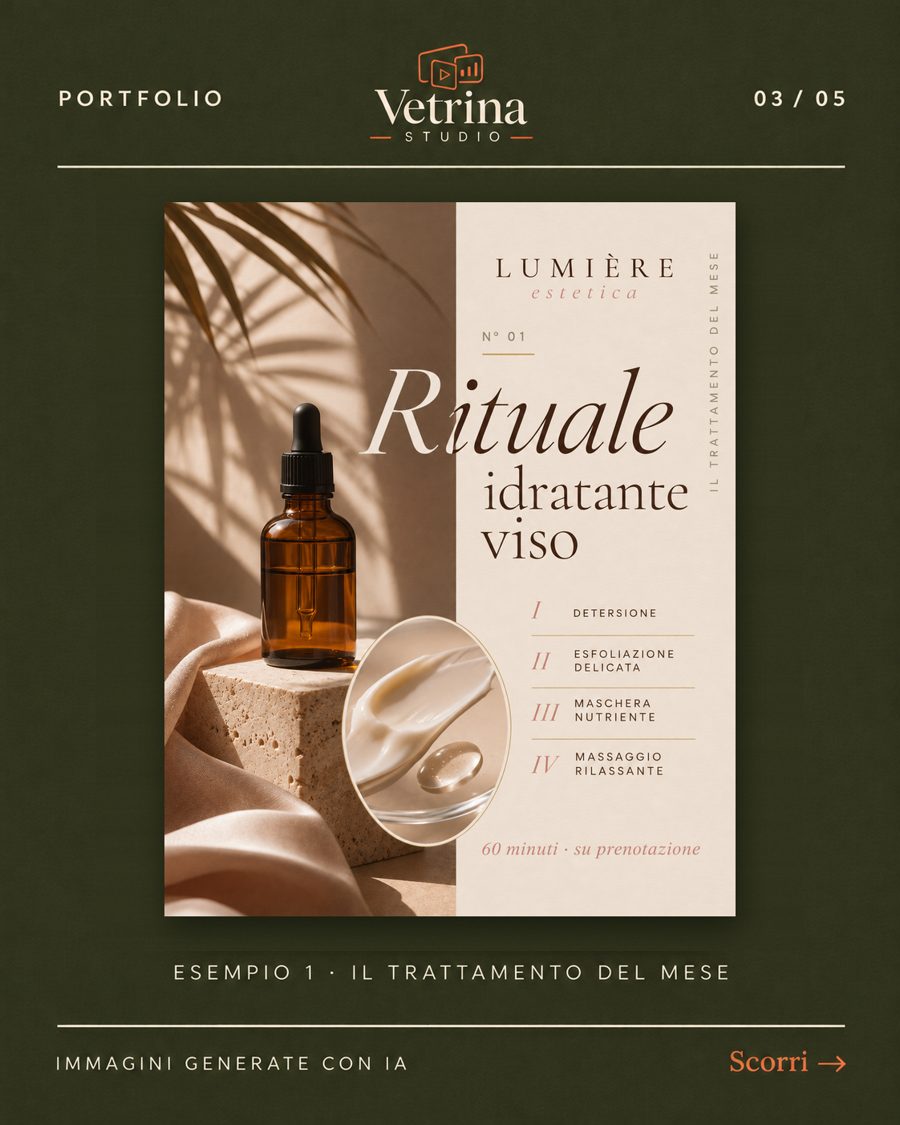 PORTFOLIO
Vetrina
STUDIO
03 / 05
LUMIÈRE
estetica
N° 01
IL TRATTAMENTO DEL MESE
Rituale
idratante
viso
I DETERSIONE
II ESFOLIAZIONE
DELICATA
III MASCHERA
NUTRIENTE
IV MASSAGGIO
RILASSANTE
60 minuti · su prenotazione
ESEMPIO 1 · IL TRATTAMENTO DEL MESE
IMMAGINI GENERATE CON IA
Scorri →